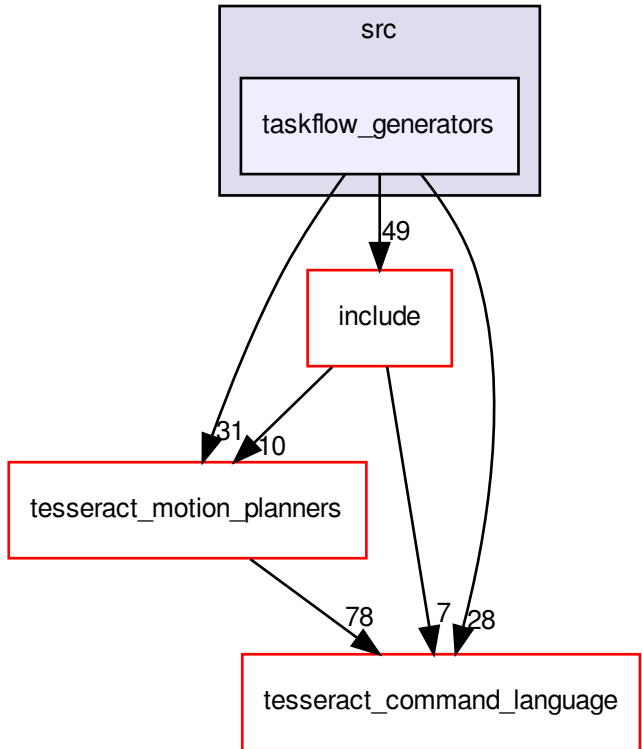 src
taskflow_generators
49
include
31
10
tesseract_motion_planners
78
7
28
tesseract_command_language